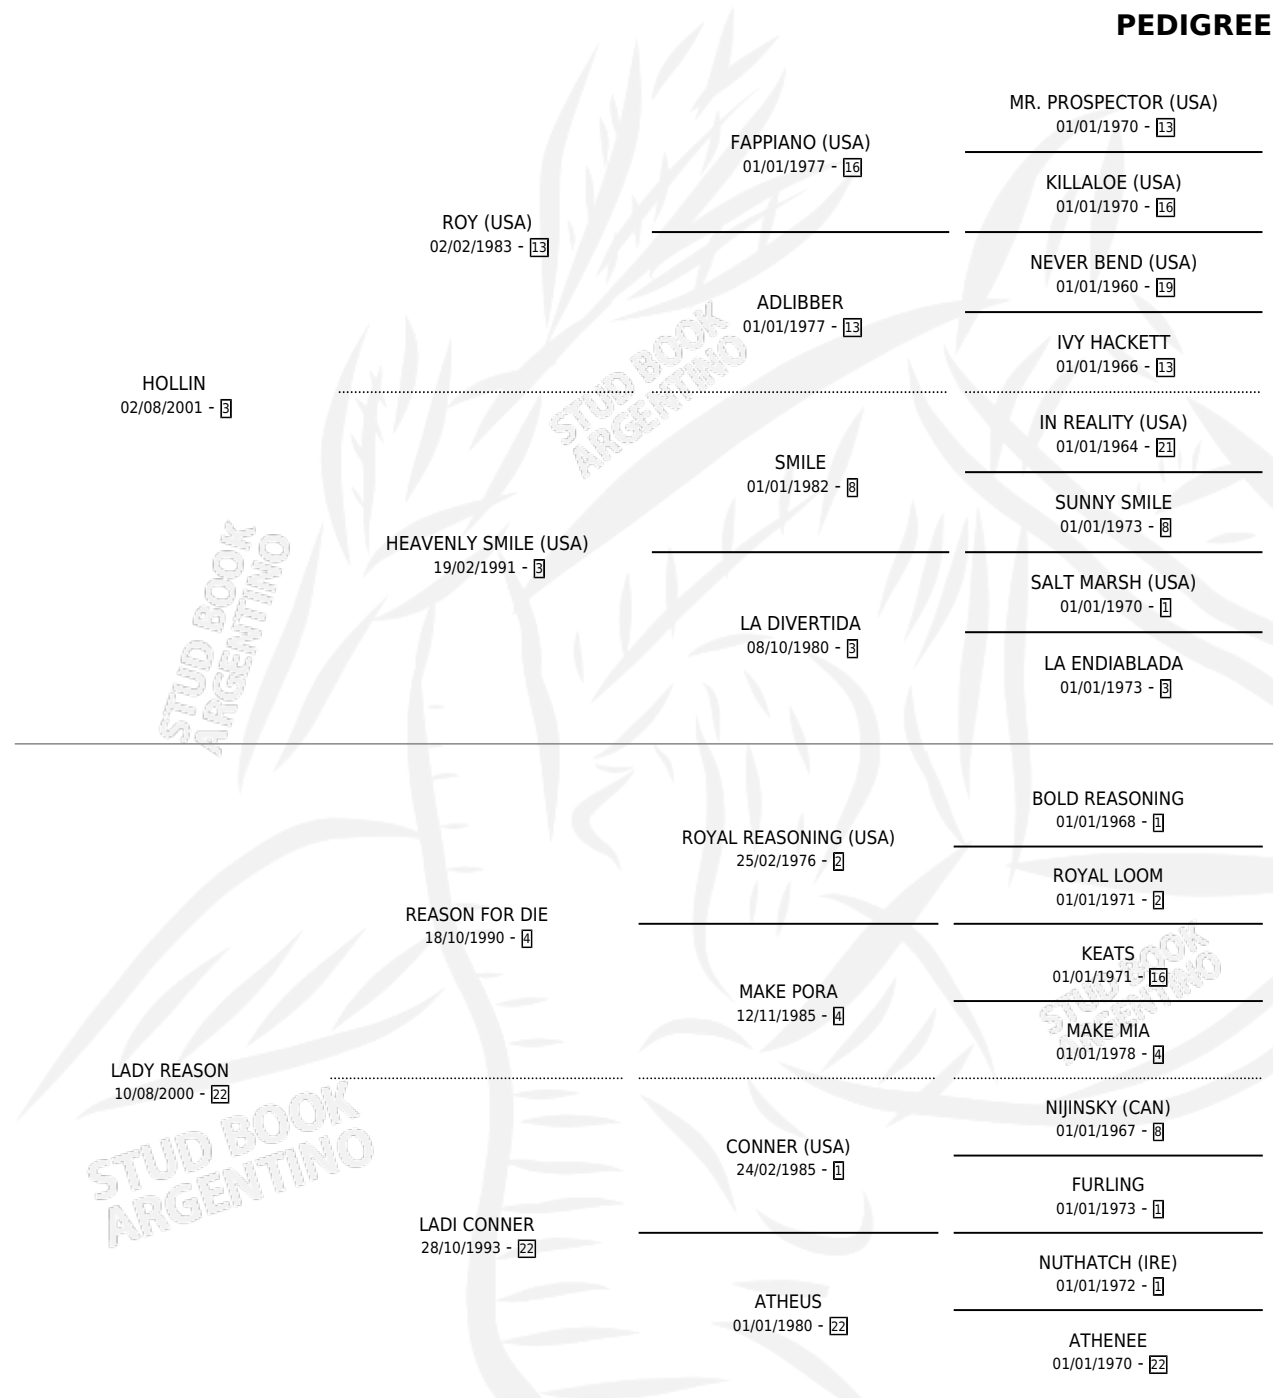 PEDIGREE
MR. PROSPECTOR (USA)
01/01/1970 - 13
FAPPIANO (USA)
01/01/1977 - 16
KILLALOE (USA)
01/01/1970 - 16
ROY (USA)
02/02/1983 - 13
NEVER BEND (USA)
01/01/1960 - 19
ADLIBBER
01/01/1977 - 13
IVY HACKETT
01/01/1966 - 13
HOLLIN
02/08/2001 - 3
IN REALITY (USA)
01/01/1964 - 21
SMILE
01/01/1982 - 8
SUNNY SMILE
01/01/1973 - 8
HEAVENLY SMILE (USA)
19/02/1991 - 3
SALT MARSH (USA)
01/01/1970 - 1
LA DIVERTIDA
08/10/1980 - 3
LA ENDIABLADA
01/01/1973 - 3
BOLD REASONING
01/01/1968 - 1
ROYAL REASONING (USA)
25/02/1976 - 2
ROYAL LOOM
01/01/1971 - 2
REASON FOR DIE
18/10/1990 - 4
KEATS
01/01/1971 - 16
MAKE PORA
12/11/1985 - 4
MAKE MIA
01/01/1978 - 4
LADY REASON
10/08/2000 - 22
NIJINSKY (CAN)
01/01/1967 - 8
CONNER (USA)
24/02/1985 - 1
FURLING
01/01/1973 - 1
LADI CONNER
28/10/1993 - 22
NUTHATCH (IRE)
01/01/1972 - 1
ATHEUS
01/01/1980 - 22
ATHENEE
01/01/1970 - 22
STUD BOOK
ARGENTINO
STUD BOOK
ARGENTINO
STUD BOOK
ARGENTINO
STUD BOOK
ARGENTINO